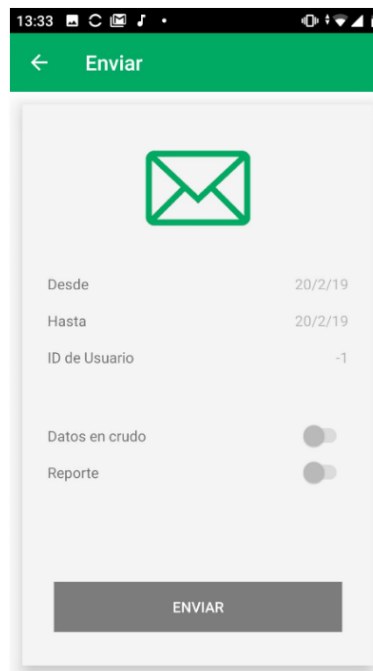 13:33
Enviar
Desde 20/2/19
Hasta 20/2/19
ID de Usuario -1
Datos en crudo
Reporte
ENVIAR